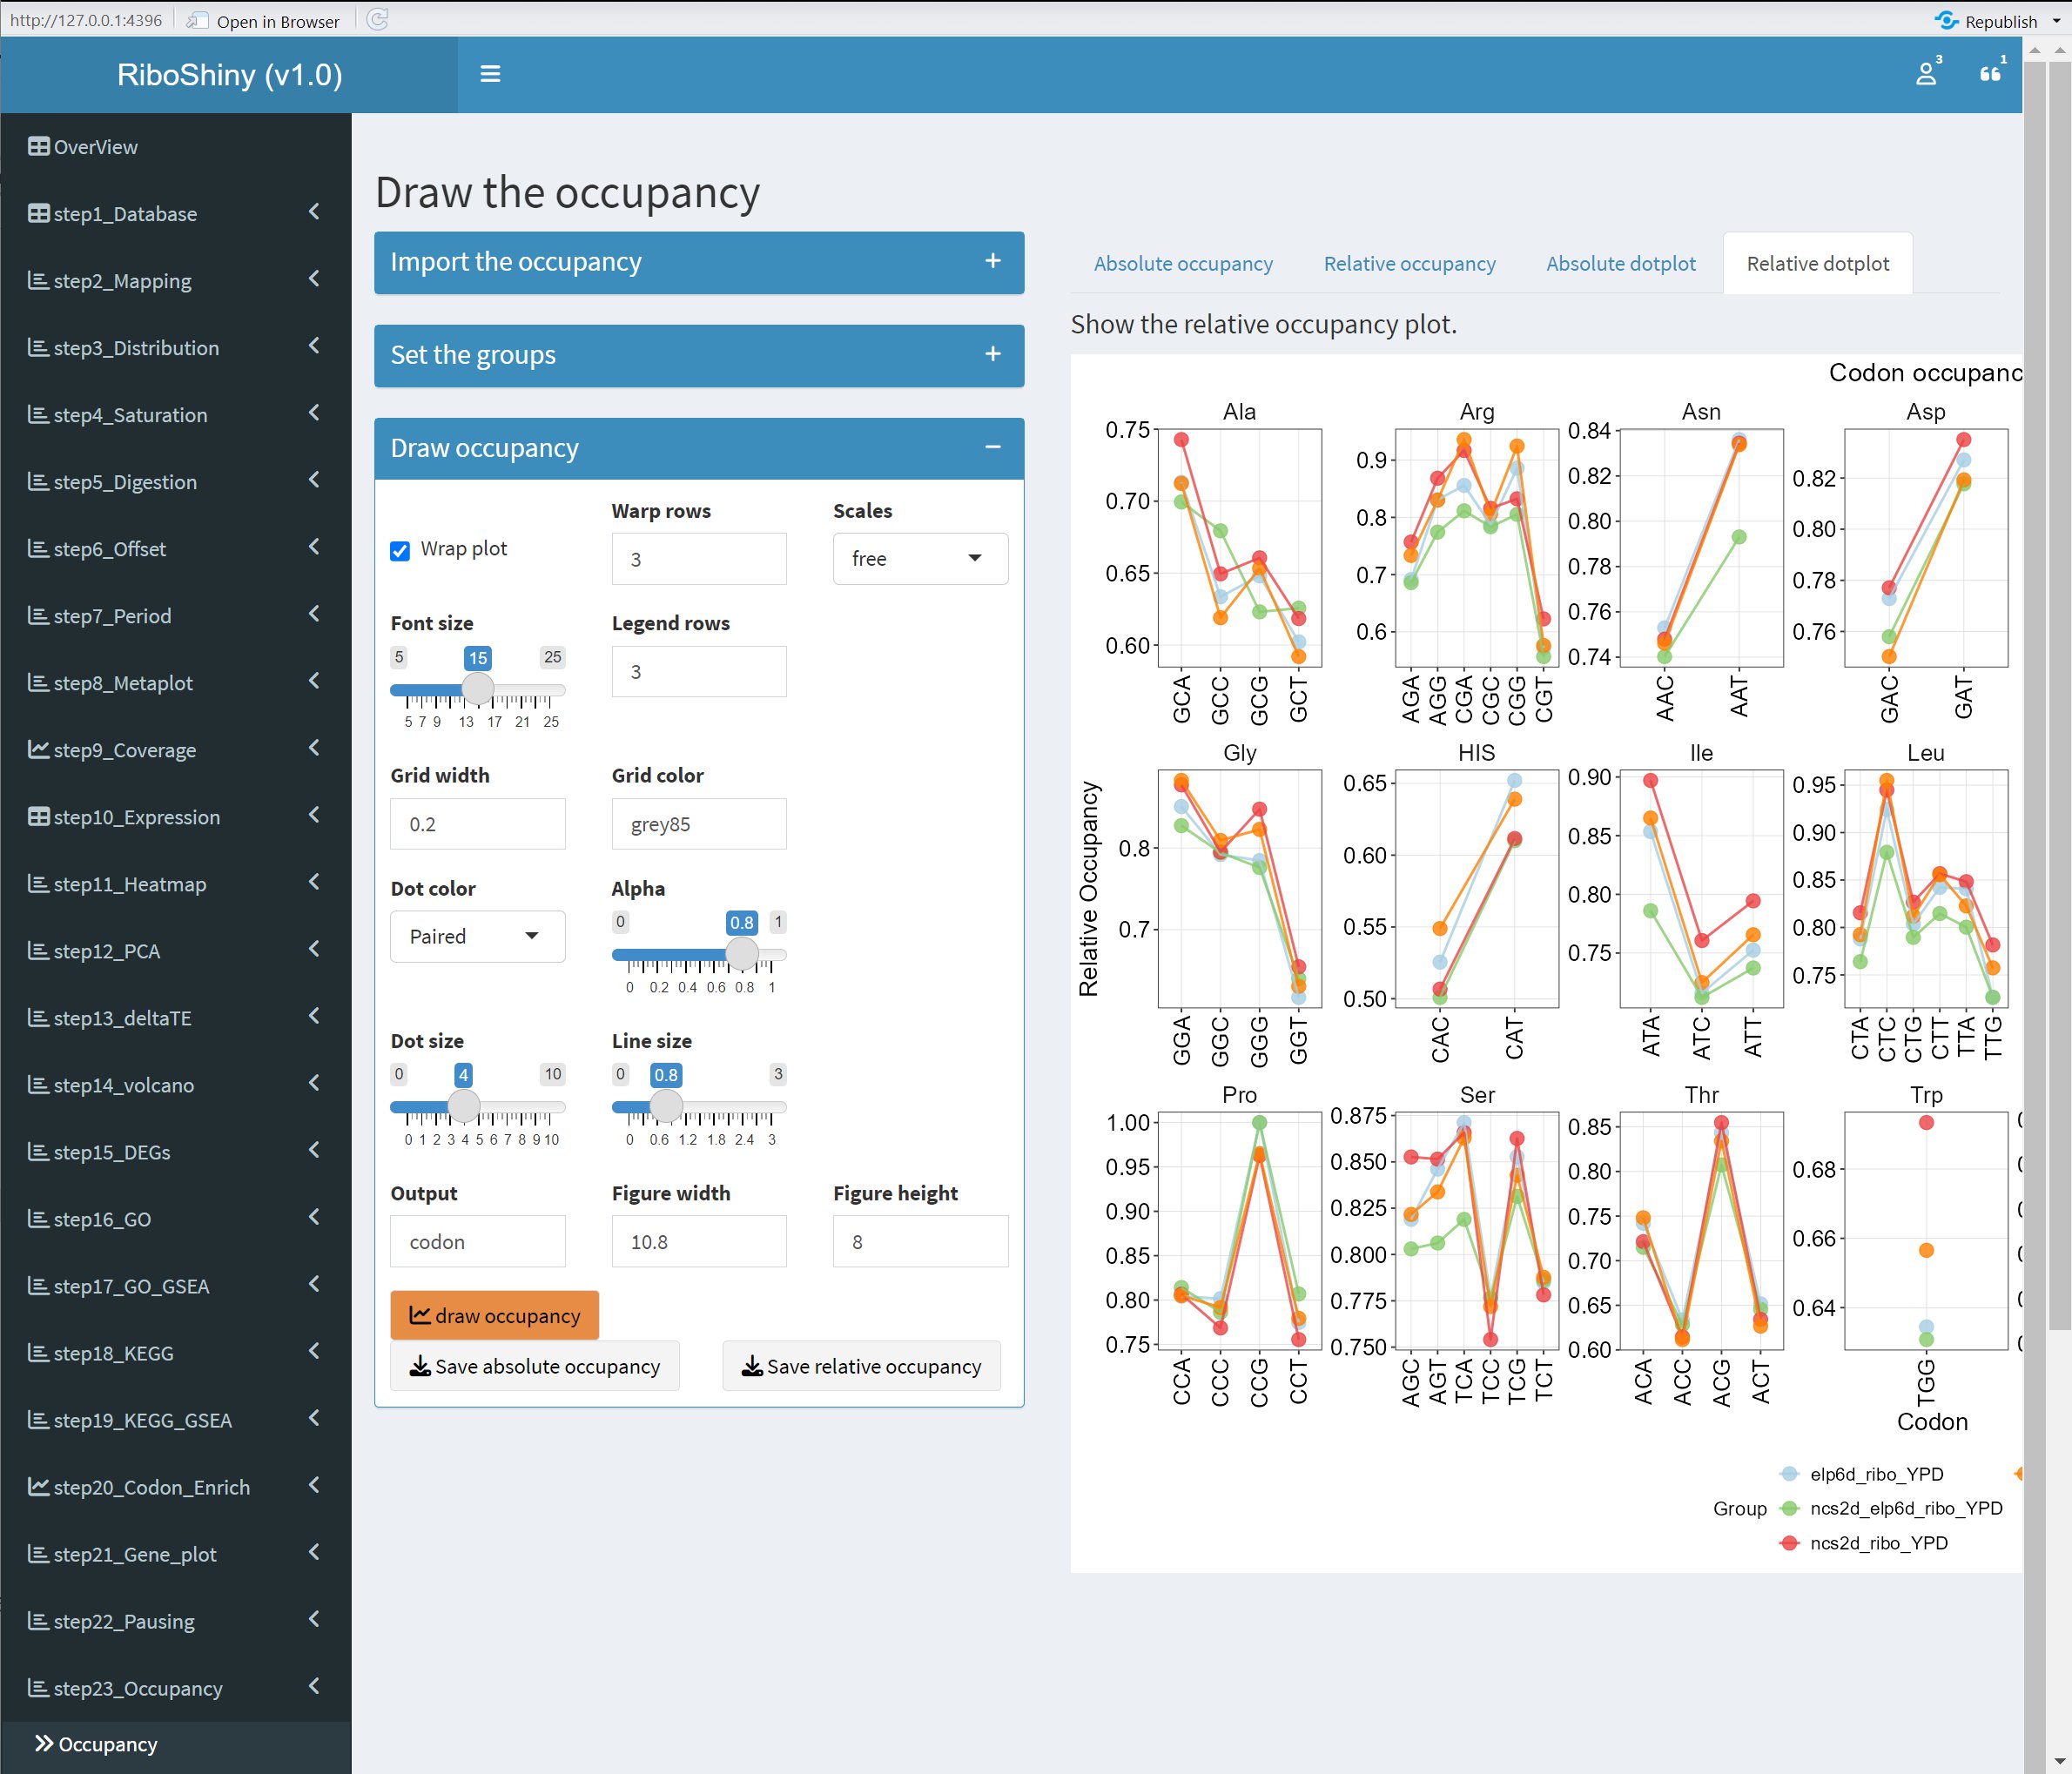 http://127.0.0.1:4396 Open in Browser Republish
RiboShiny (v1.0) 3 1
OverView
step1_Database
step2_Mapping
step3_Distribution
step4_Saturation
step5_Digestion
step6_Offset
step7_Period
step8_Metaplot
step9_Coverage
step10_Expression
step11_Heatmap
step12_PCA
step13_deltaTE
step14_volcano
step15_DEGs
step16_GO
step17_GO_GSEA
step18_KEGG
step19_KEGG_GSEA
step20_Codon_Enrich
step21_Gene_plot
step22_Pausing
step23_Occupancy
Occupancy
Draw the occupancy
Import the occupancy +
Set the groups +
Draw occupancy −
Wrap plot
Warp rows
3
Scales
free
Font size
5 15 25
5 7 9 13 17 21 25
Legend rows
3
Grid width
0.2
Grid color
grey85
Dot color
Paired
Alpha
0 0.8 1
0 0.2 0.4 0.6 0.8 1
Dot size
0 4 10
0 1 2 3 4 5 6 7 8 9 10
Line size
0 0.8 3
0 0.6 1.2 1.8 2.4 3
Output
codon
Figure width
10.8
Figure height
8
draw occupancy
Save absolute occupancy
Save relative occupancy
Absolute occupancy Relative occupancy Absolute dotplot Relative dotplot
Show the relative occupancy plot.
Codon occupanc
Relative Occupancy
Ala
0.75
0.70
0.65
0.60
GCA GCC GCG GCT
Arg
0.9
0.8
0.7
0.6
AGA AGG CGA CGC CGG CGT
Asn
0.84
0.82
0.80
0.78
0.76
0.74
AAC AAT
Asp
0.82
0.80
0.78
0.76
GAC GAT
Gly
0.8
0.7
GGA GGC GGG GGT
HIS
0.65
0.60
0.55
0.50
CAC CAT
Ile
0.90
0.85
0.80
0.75
ATA ATC ATT
Leu
0.95
0.90
0.85
0.80
0.75
CTA CTC CTG CTT TTA TTG
Pro
1.00
0.95
0.90
0.85
0.80
0.75
CCA CCC CCG CCT
Ser
0.875
0.850
0.825
0.800
0.775
0.750
AGC AGT TCA TCC TCG TCT
Thr
0.85
0.80
0.75
0.70
0.65
0.60
ACA ACC ACG ACT
Trp
0.68
0.66
0.64
TGG
Codon
Group
elp6d_ribo_YPD
ncs2d_elp6d_ribo_YPD
ncs2d_ribo_YPD